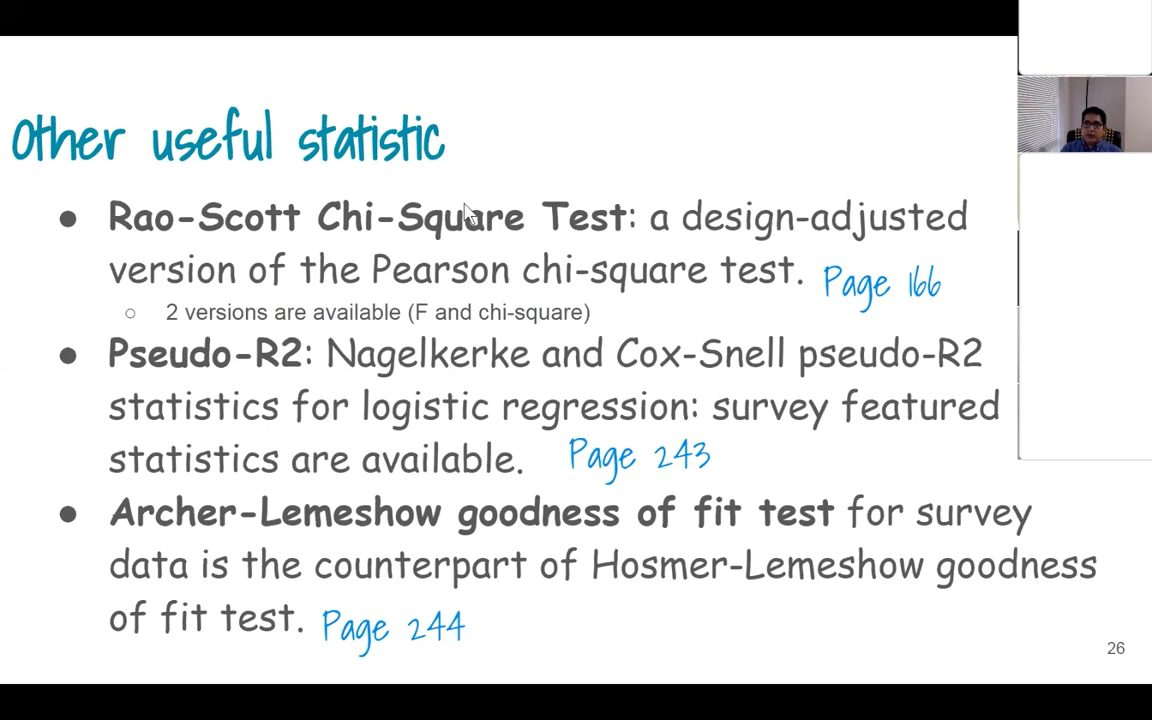 Other useful statistic
● Rao-Scott Chi-Square Test: a design-adjusted
version of the Pearson chi-square test. Page 166
○ 2 versions are available (F and chi-square)
● Pseudo-R2: Nagelkerke and Cox-Snell pseudo-R2
statistics for logistic regression: survey featured
statistics are available. Page 243
● Archer-Lemeshow goodness of fit test for survey
data is the counterpart of Hosmer-Lemeshow goodness
of fit test. Page 244
26